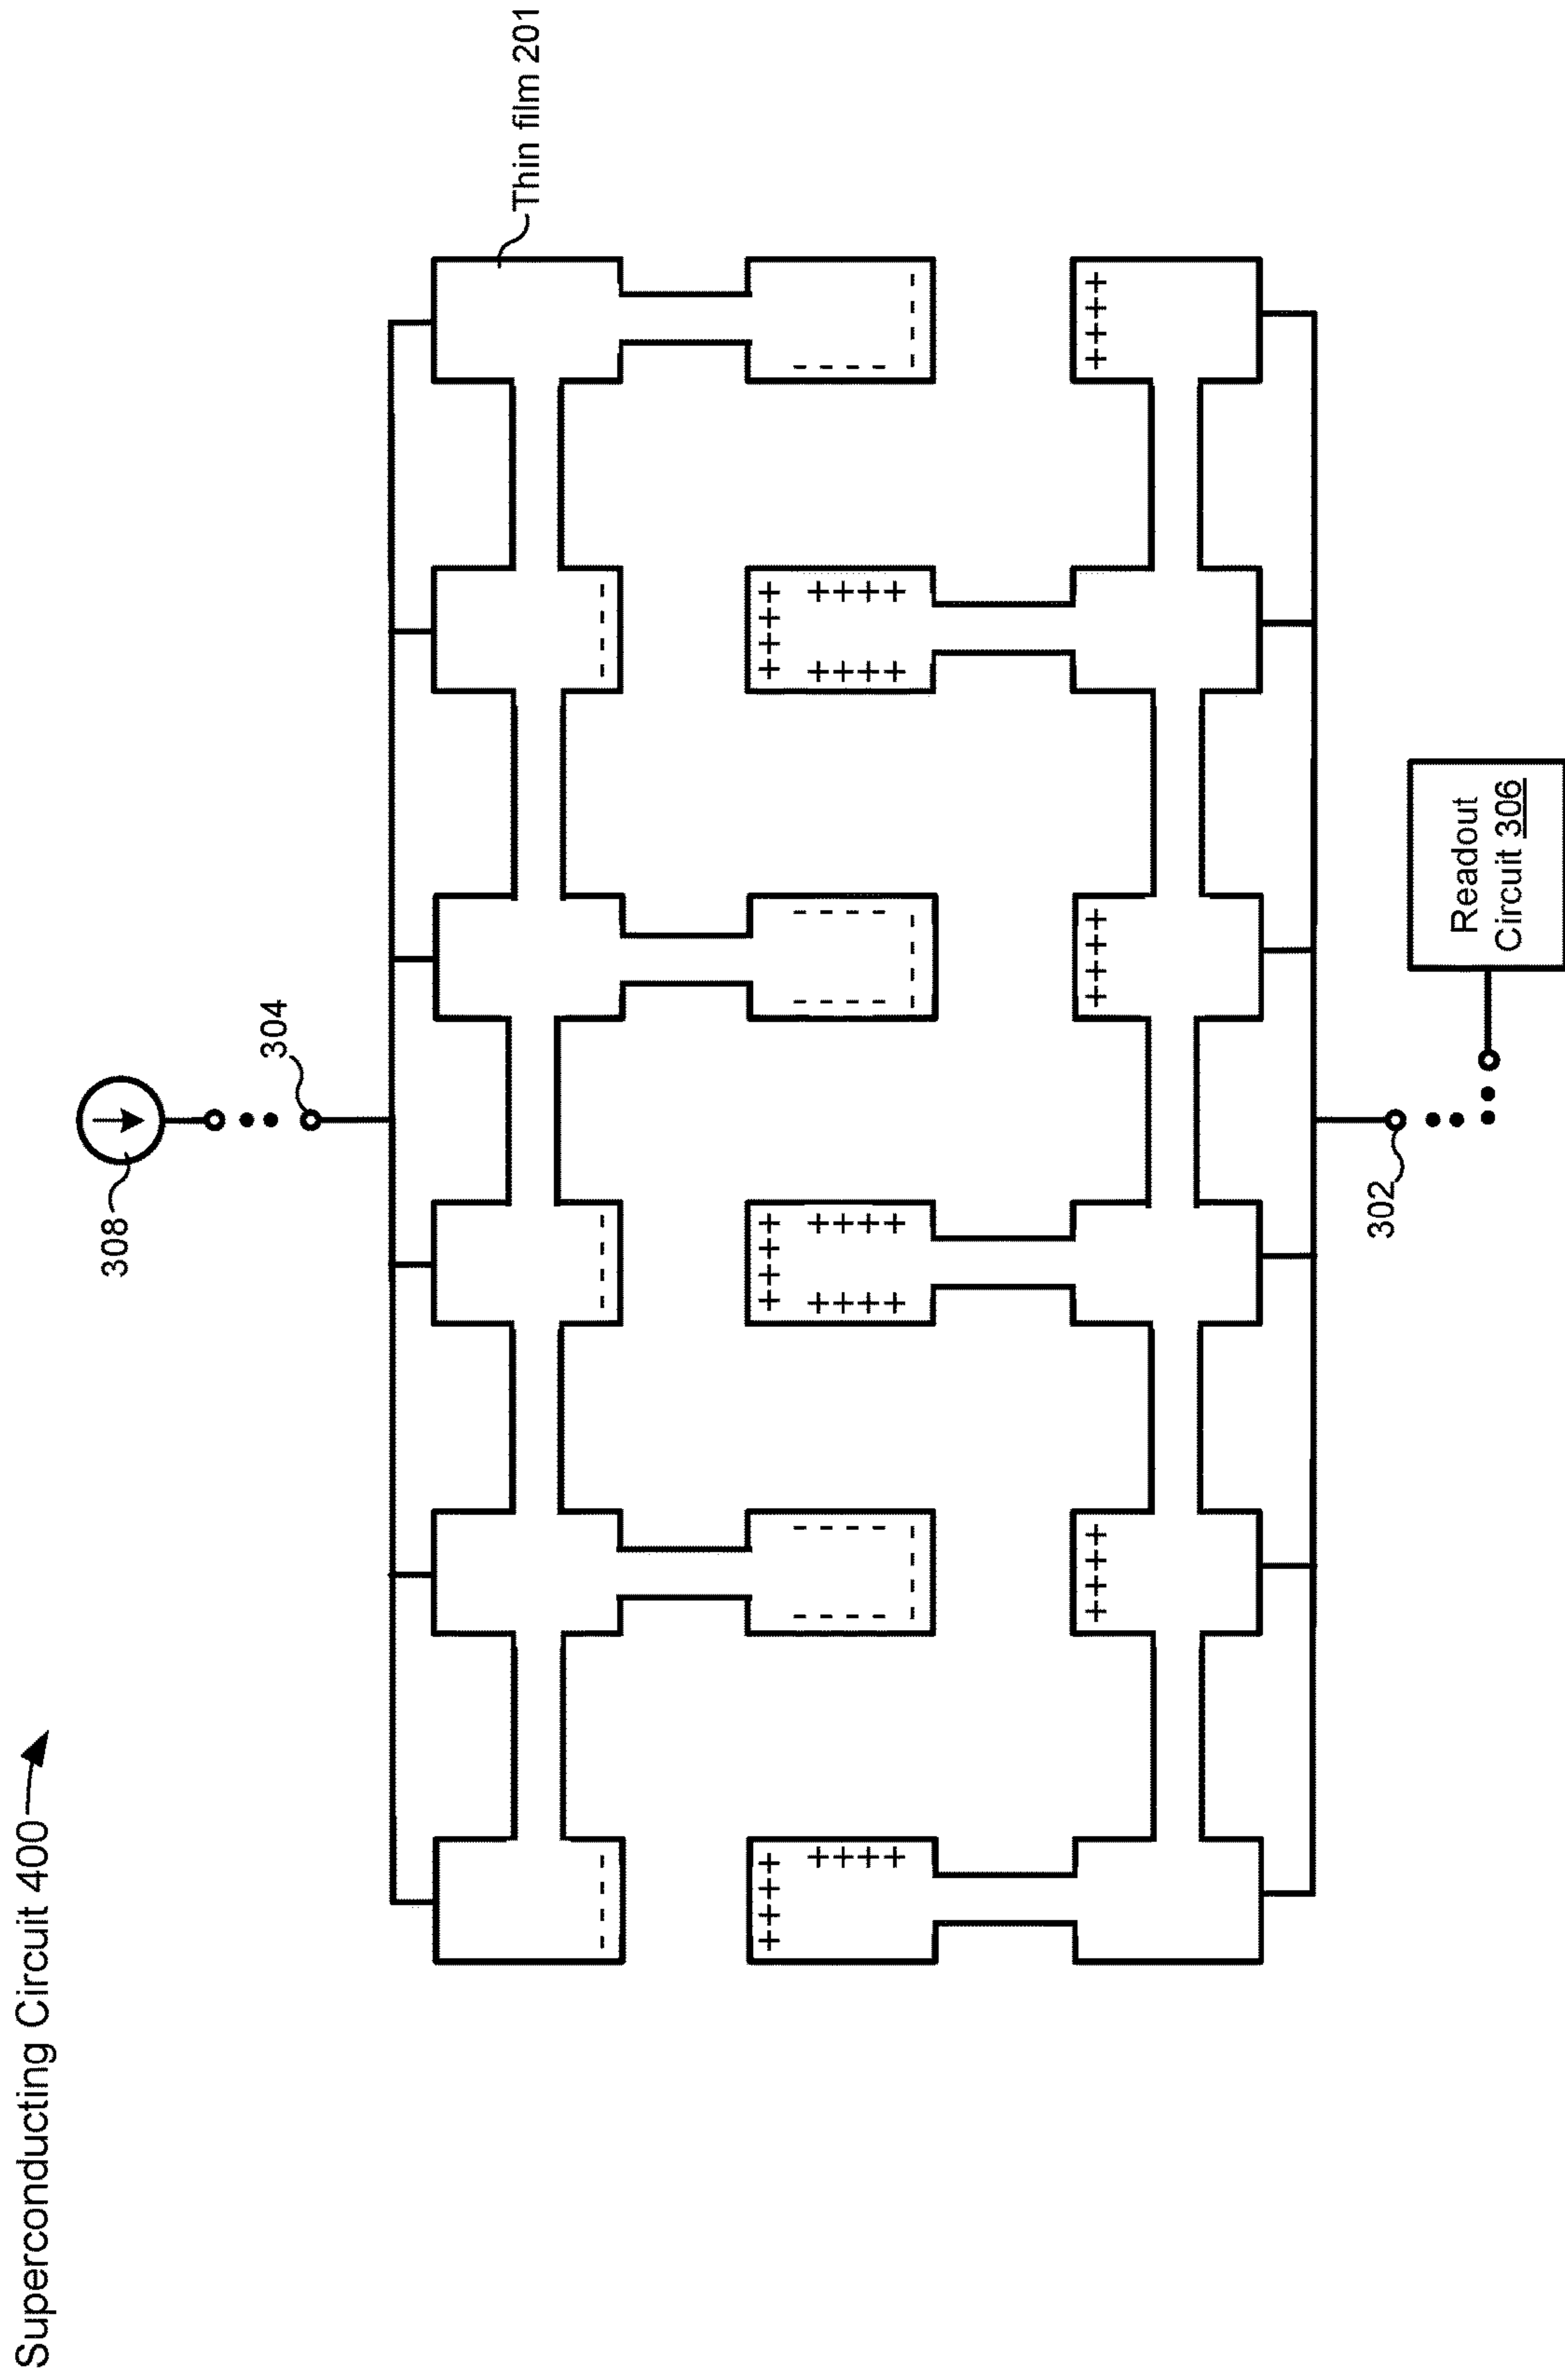 Superconducting Circuit 400
308
304
Thin film 201
302
Readout
Circuit 306